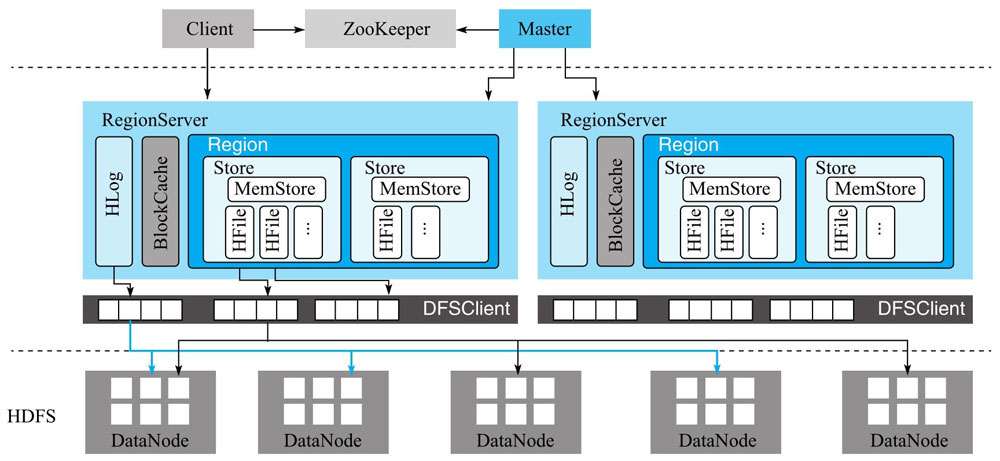 Client
ZooKeeper
Master
RegionServer
HLog
BlockCache
Region
Store
MemStore
HFile
HFile
...
Store
MemStore
HFile
...
RegionServer
HLog
BlockCache
Region
Store
MemStore
HFile
HFile
...
Store
MemStore
HFile
...
DFSClient
DFSClient
HDFS
DataNode
DataNode
DataNode
DataNode
DataNode